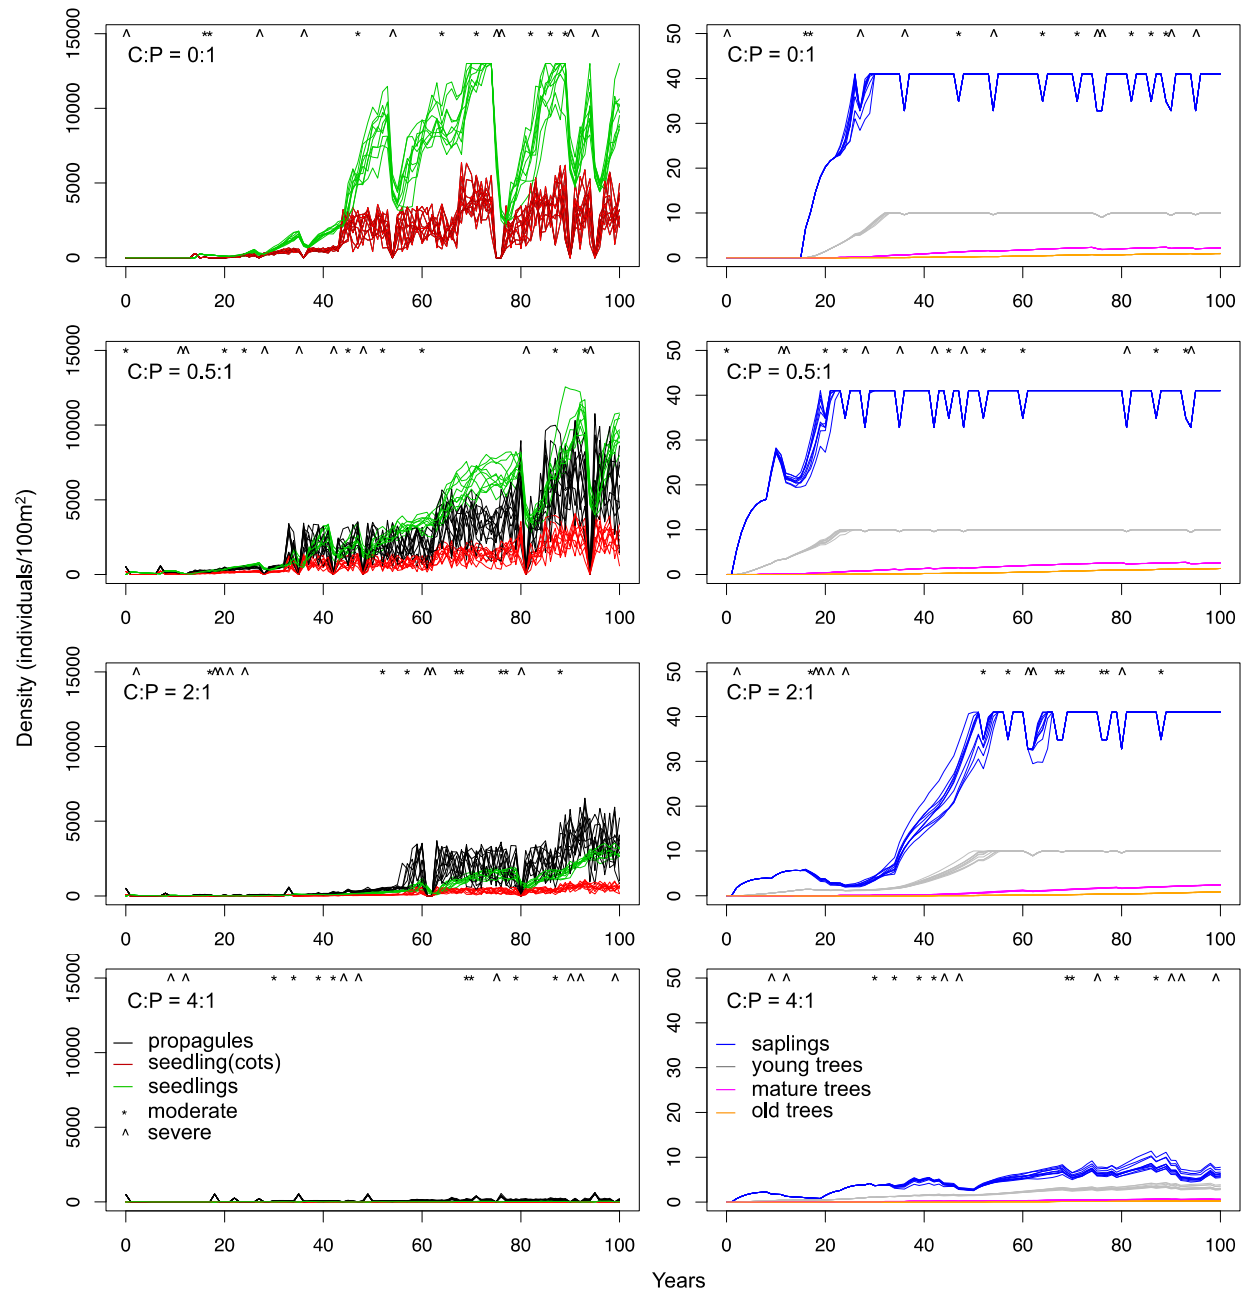 C:P = 0:1
0 5000 10000 15000
0 20 40 60 80 100
C:P = 0:1
0 10 20 30 40 50
0 20 40 60 80 100
C:P = 0.5:1
0 5000 10000 15000
0 20 40 60 80 100
C:P = 0.5:1
0 10 20 30 40 50
0 20 40 60 80 100
Density (individuals/100m²)
C:P = 2:1
0 5000 10000 15000
0 20 40 60 80 100
C:P = 2:1
0 10 20 30 40 50
0 20 40 60 80 100
C:P = 4:1
propagules
seedling(cots)
seedlings
* moderate
^ severe
0 5000 10000 15000
0 20 40 60 80 100
C:P = 4:1
saplings
young trees
mature trees
old trees
0 10 20 30 40 50
0 20 40 60 80 100
Years